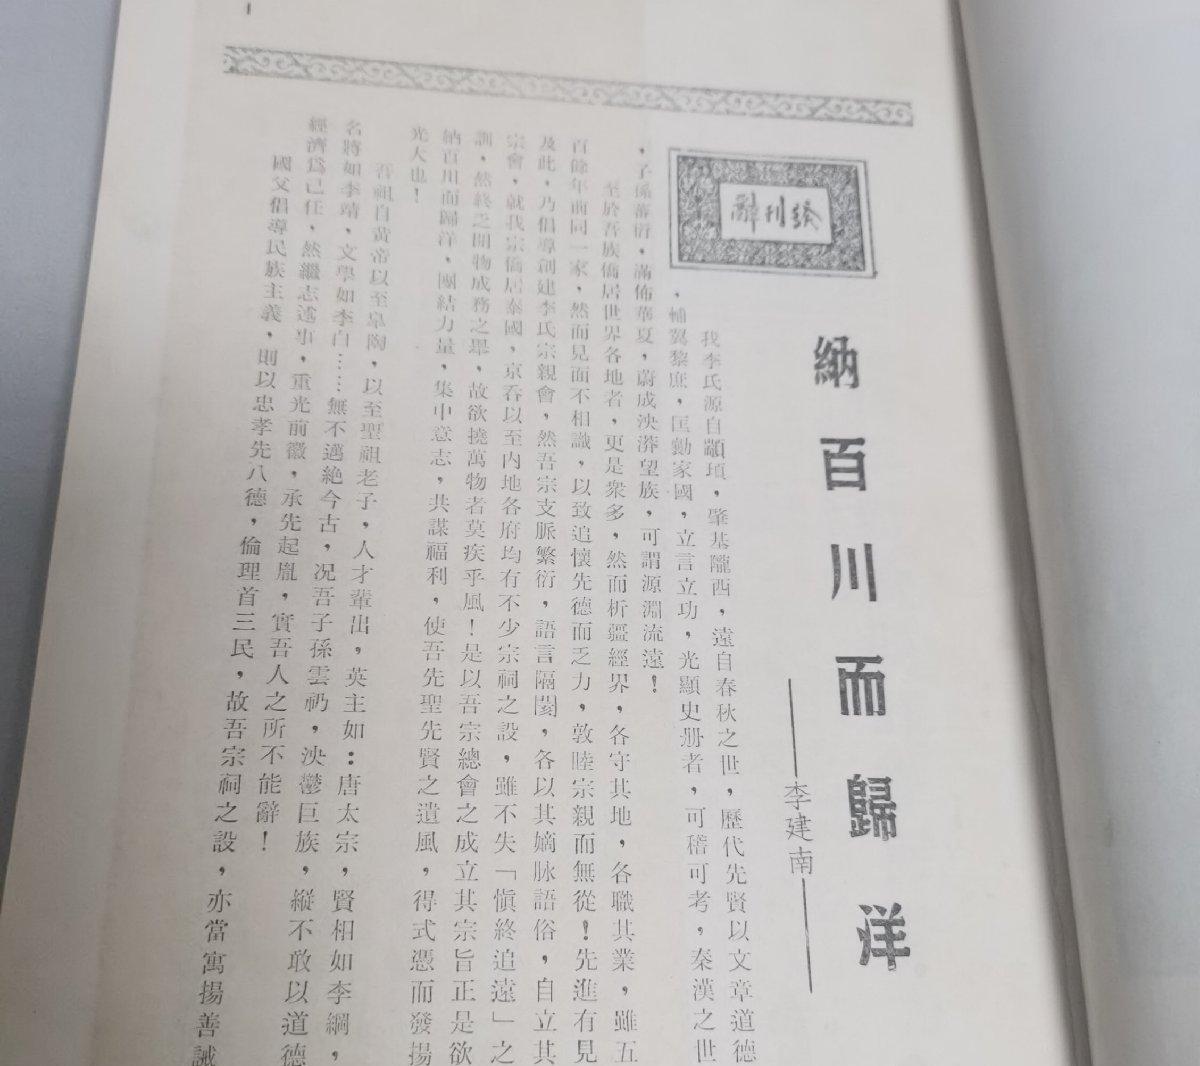 發刊辭
納百川而歸洋
李建南
我李氏源自顓頊，肇基隴西，遠自春秋之世，歷代先賢以文章道德
，輔翼黎庶，匡勷家國，立言立功，光顯史册者，可稽可考，秦漢之世
，子孫蕃衍，滿佈華夏，蔚成泱漭望族，可謂源淵流遠！
至於吾族僑居世界各地者，更是衆多，然而析疆經界，各守其地，各職其業，雖五
百餘年前同一家，然而見面不相識，以致追懷先德而乏力，敦睦宗親而無從！先進有見
及此，乃倡導創建李氏宗親會，然吾宗支脈繁衍，語言隔閡，各以其嫡脉語俗，自立其
宗會，就我宗僑居泰國，京呑以至內地各府均有不少宗祠之設，雖不失「愼終追遠」之
訓，然終之開物成務之舉，故欲撓萬物者莫疾乎風！是以吾宗總會之成立其宗旨正是欲
納百川而歸洋，團結力量，集中意志，共謀福利，使吾先聖先賢之遺風，得式憑而發揚
光大也！
吾祖自黃帝以至皐陶，以至聖祖老子，人才輩出，英主如：唐太宗，賢相如李綱，
名將如李靖，文學如李白……無不邁絶今古，况吾子孫雲礽，泱鬱巨族，縱不敢以道德
經濟爲己任，然繼志述事，重光前徽，承先起胤，實吾人之所不能辭！
國父倡導民族主義，則以忠孝先八德，倫理首三民，故吾宗祠之設，亦當寓揚善誡